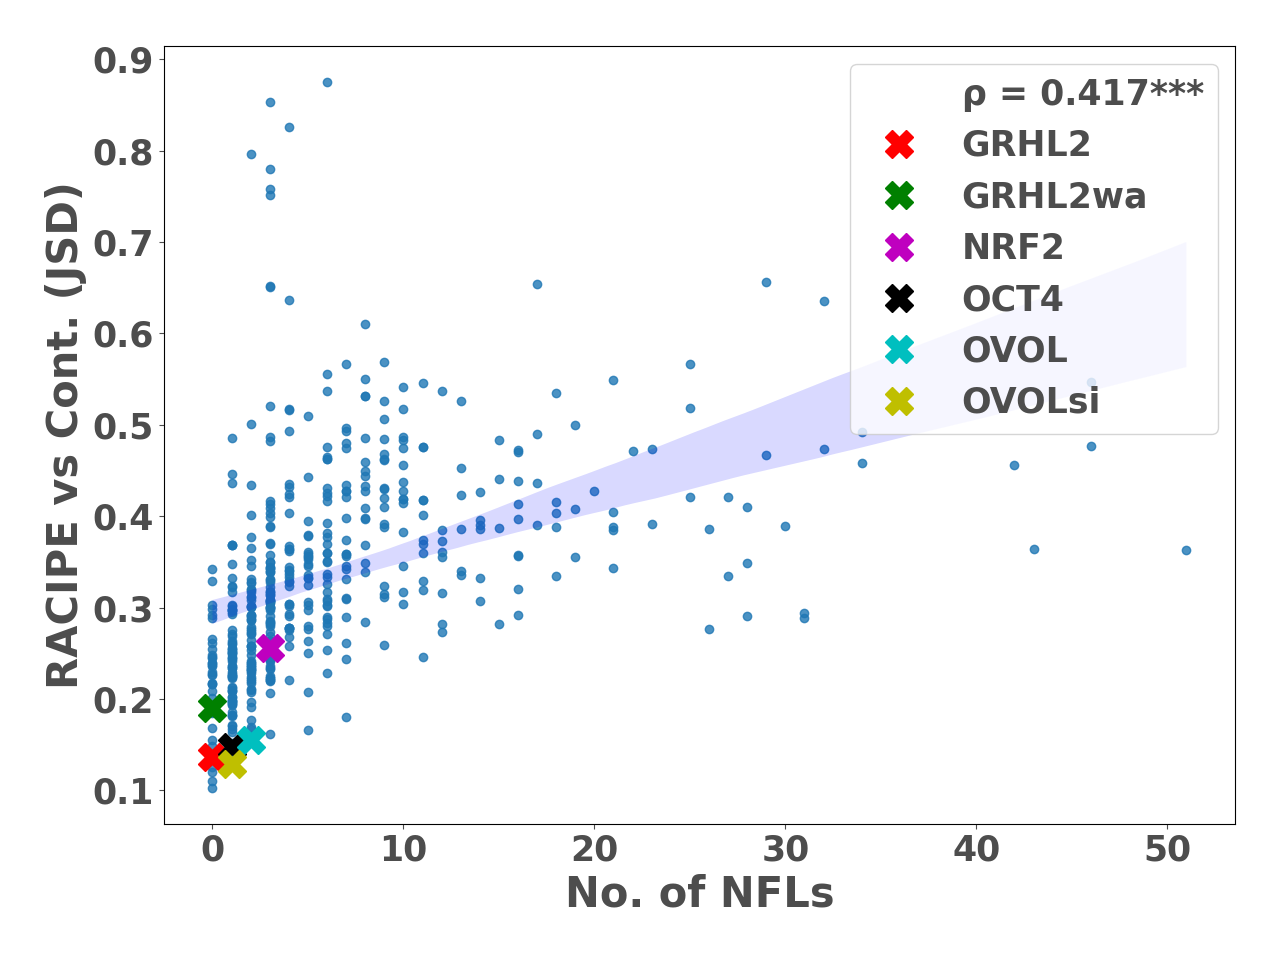 0.9
0.8
0.7
0.6
0.5
0.4
0.3
0.2
0.1
RACIPE vs Cont. (JSD)
ρ = 0.417***
GRHL2
GRHL2wa
NRF2
OCT4
OVOL
OVOLsi
0 10 20 30 40 50
No. of NFLs